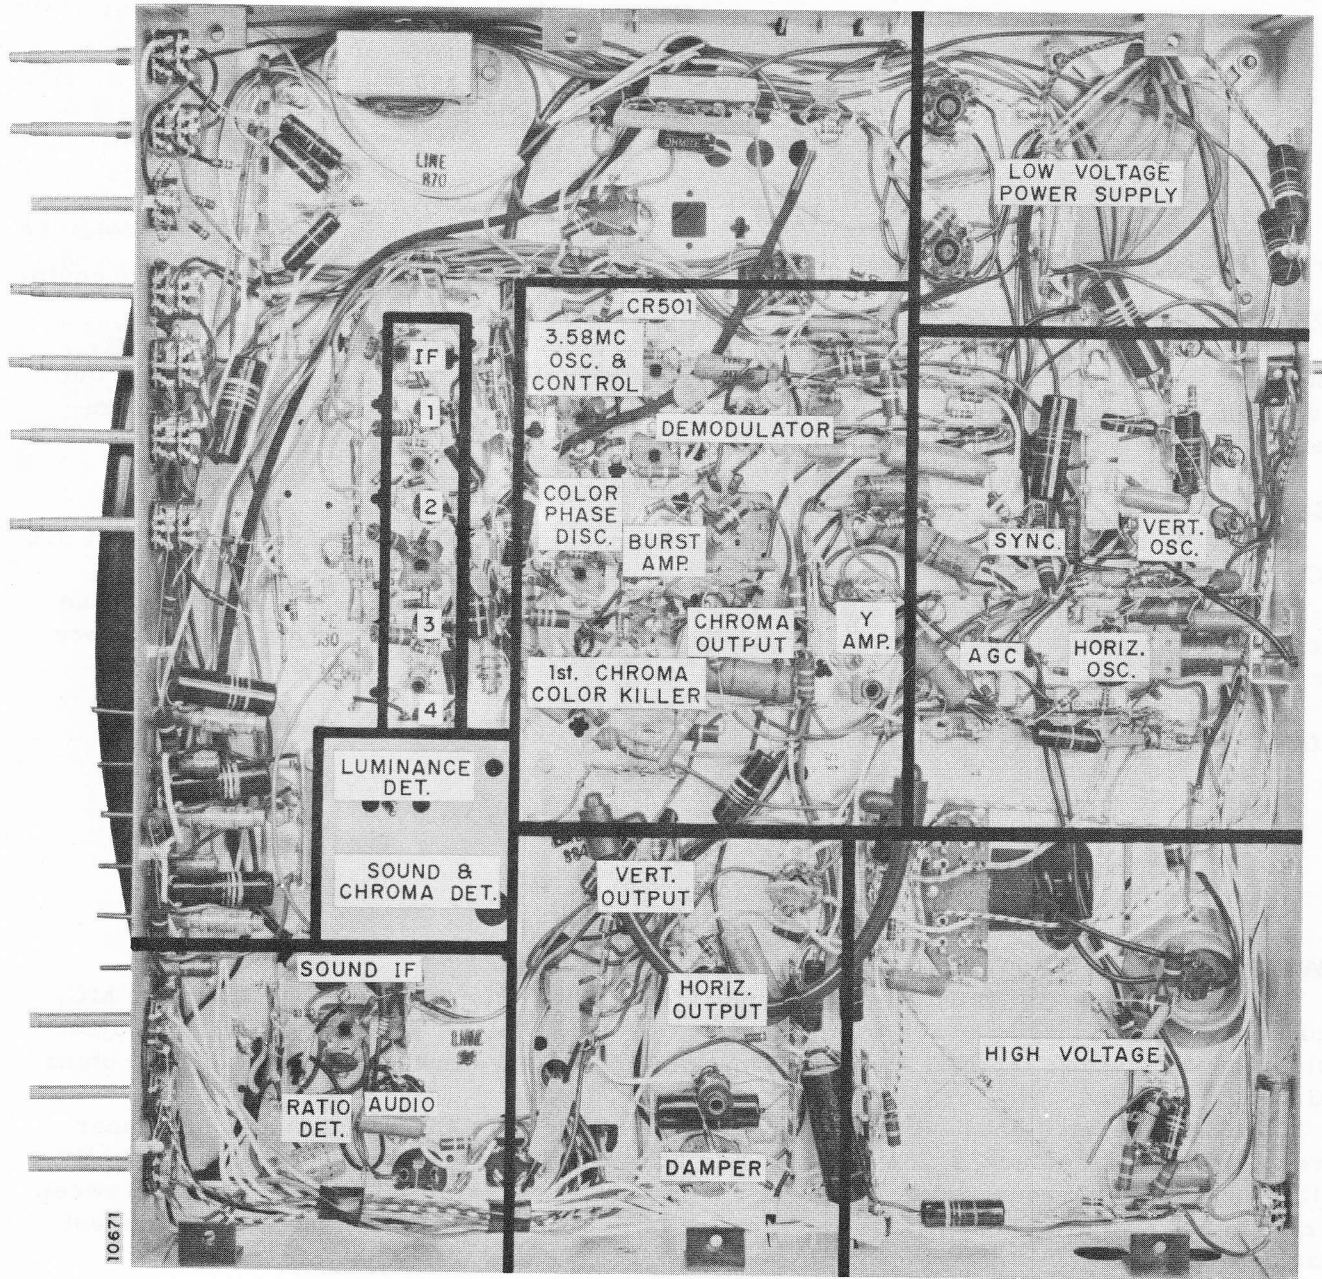 LINE
870
OHMITE
LOW VOLTAGE
POWER SUPPLY
CR501
3.58MC
OSC. &
CONTROL
IF
1
DEMODULATOR
2
COLOR
PHASE
DISC.
BURST
AMP.
SYNC.
VERT.
OSC.
3
CHROMA
OUTPUT
Y
AMP.
AGC
HORIZ.
OSC.
1st. CHROMA
COLOR KILLER
4
LUMINANCE
DET.
SOUND &
CHROMA DET.
VERT.
OUTPUT
SOUND IF
HORIZ.
OUTPUT
HIGH VOLTAGE
RATIO
DET.
AUDIO
DAMPER
10671